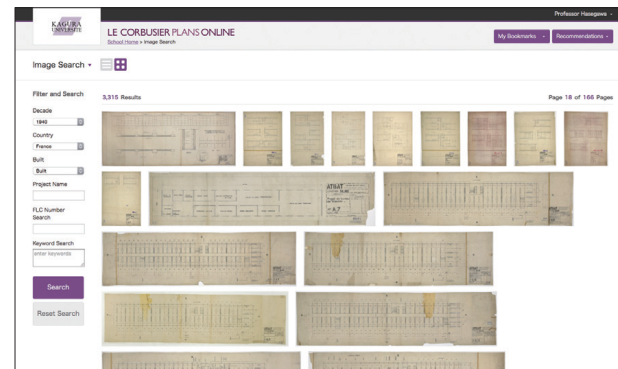 Professor Hasegawa
KAGURA
UNIVERSITE
LE CORBUSIER PLANS ONLINE
School Home » Image Search
My Bookmarks
Recommendations
Image Search
Filter and Search
3,315 Results
Page 18 of 166 Pages
Decade
1940
Country
France
Built
Built
Project Name
FLC Number
Search
Keyword Search
enter keywords
Search
Reset Search
ATBAT